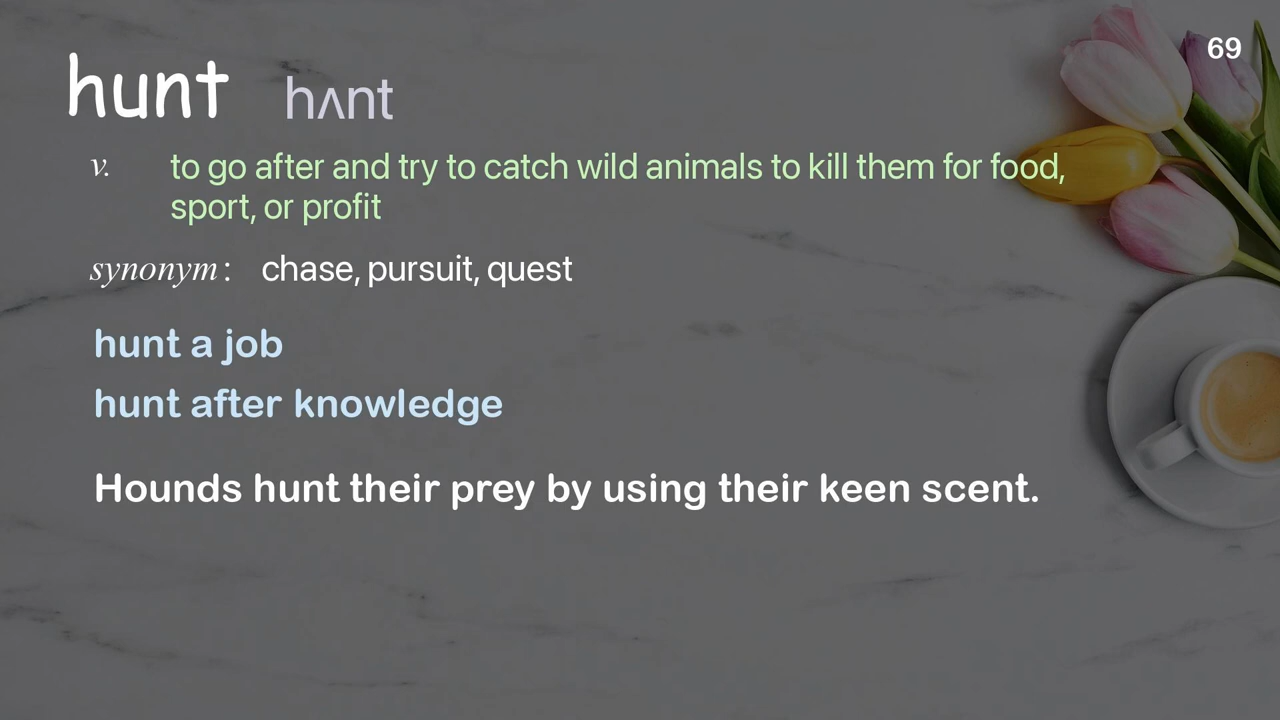 69
hunt hʌnt
v. to go after and try to catch wild animals to kill them for food,
sport, or profit
synonym: chase, pursuit, quest
hunt a job
hunt after knowledge
Hounds hunt their prey by using their keen scent.